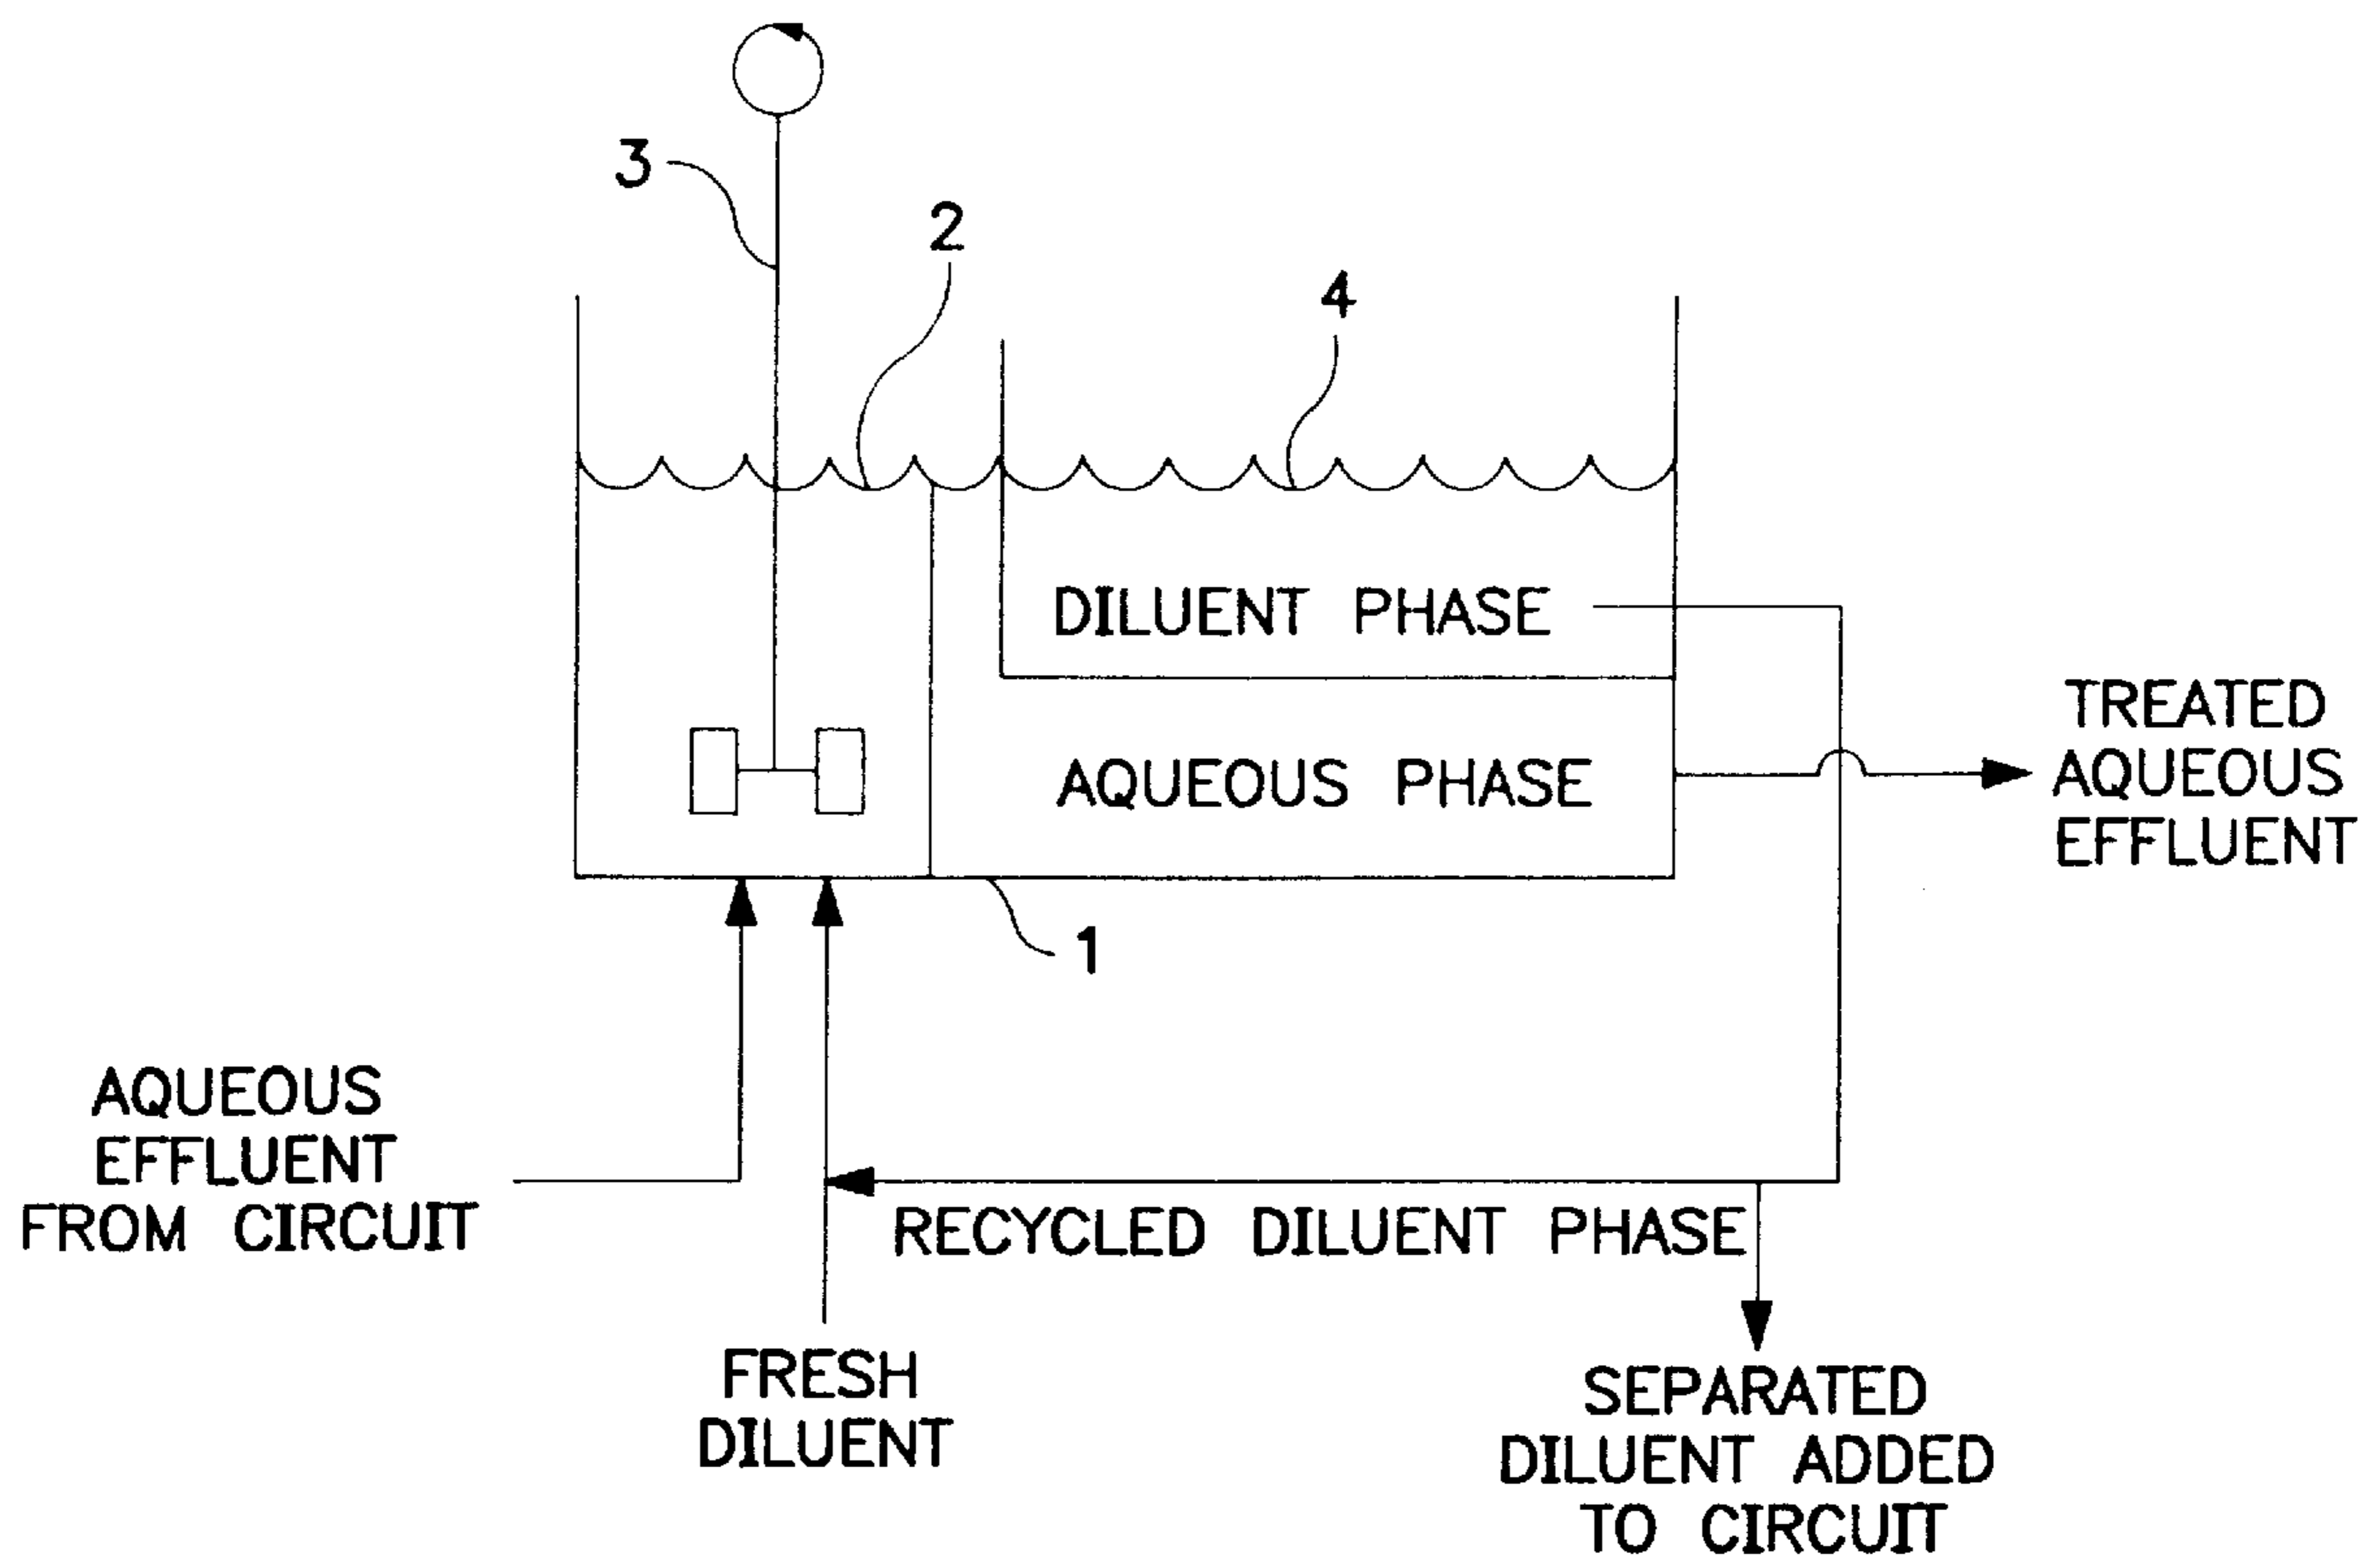 3
2
4
DILUENT PHASE
TREATED
AQUEOUS
EFFLUENT
AQUEOUS PHASE
1
AQUEOUS
EFFLUENT
FROM CIRCUIT
RECYCLED DILUENT PHASE
FRESH
DILUENT
SEPARATED
DILUENT ADDED
TO CIRCUIT